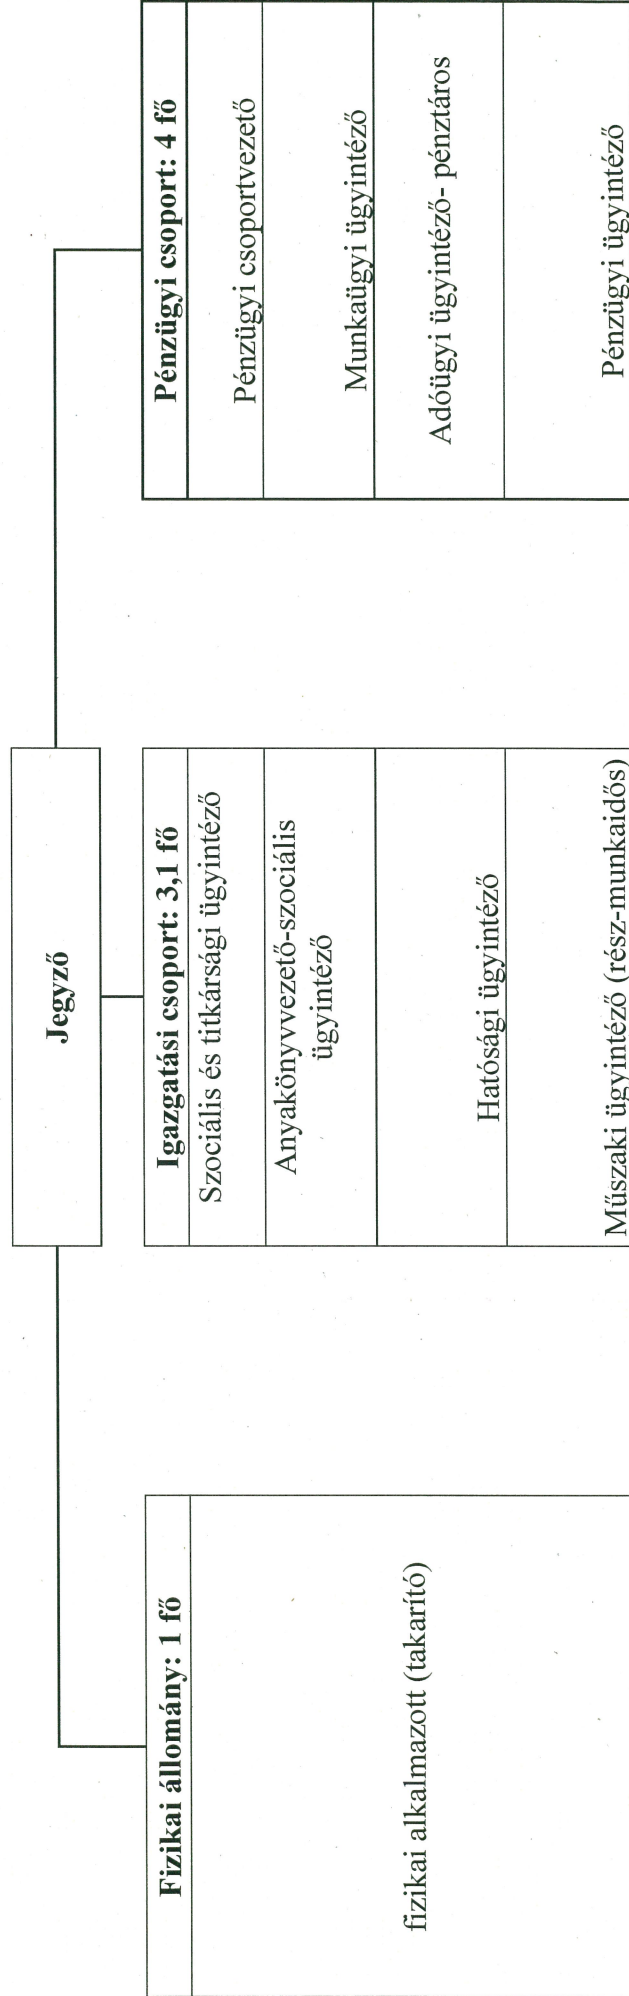 Jegyző
Fizikai állomány: 1 fő
fizikai alkalmazott (takarító)
Igazgatási csoport: 3,1 fő
Szociális és titkársági ügyintéző
Anyakönyvvezető-szociális
ügyintéző
Hatósági ügyintéző
Műszaki ügyintéző (rész-munkaidős)
Pénzügyi csoport: 4 fő
Pénzügyi csoportvezető
Munkaügyi ügyintéző
Adóügyi ügyintéző- pénztáros
Pénzügyi ügyintéző